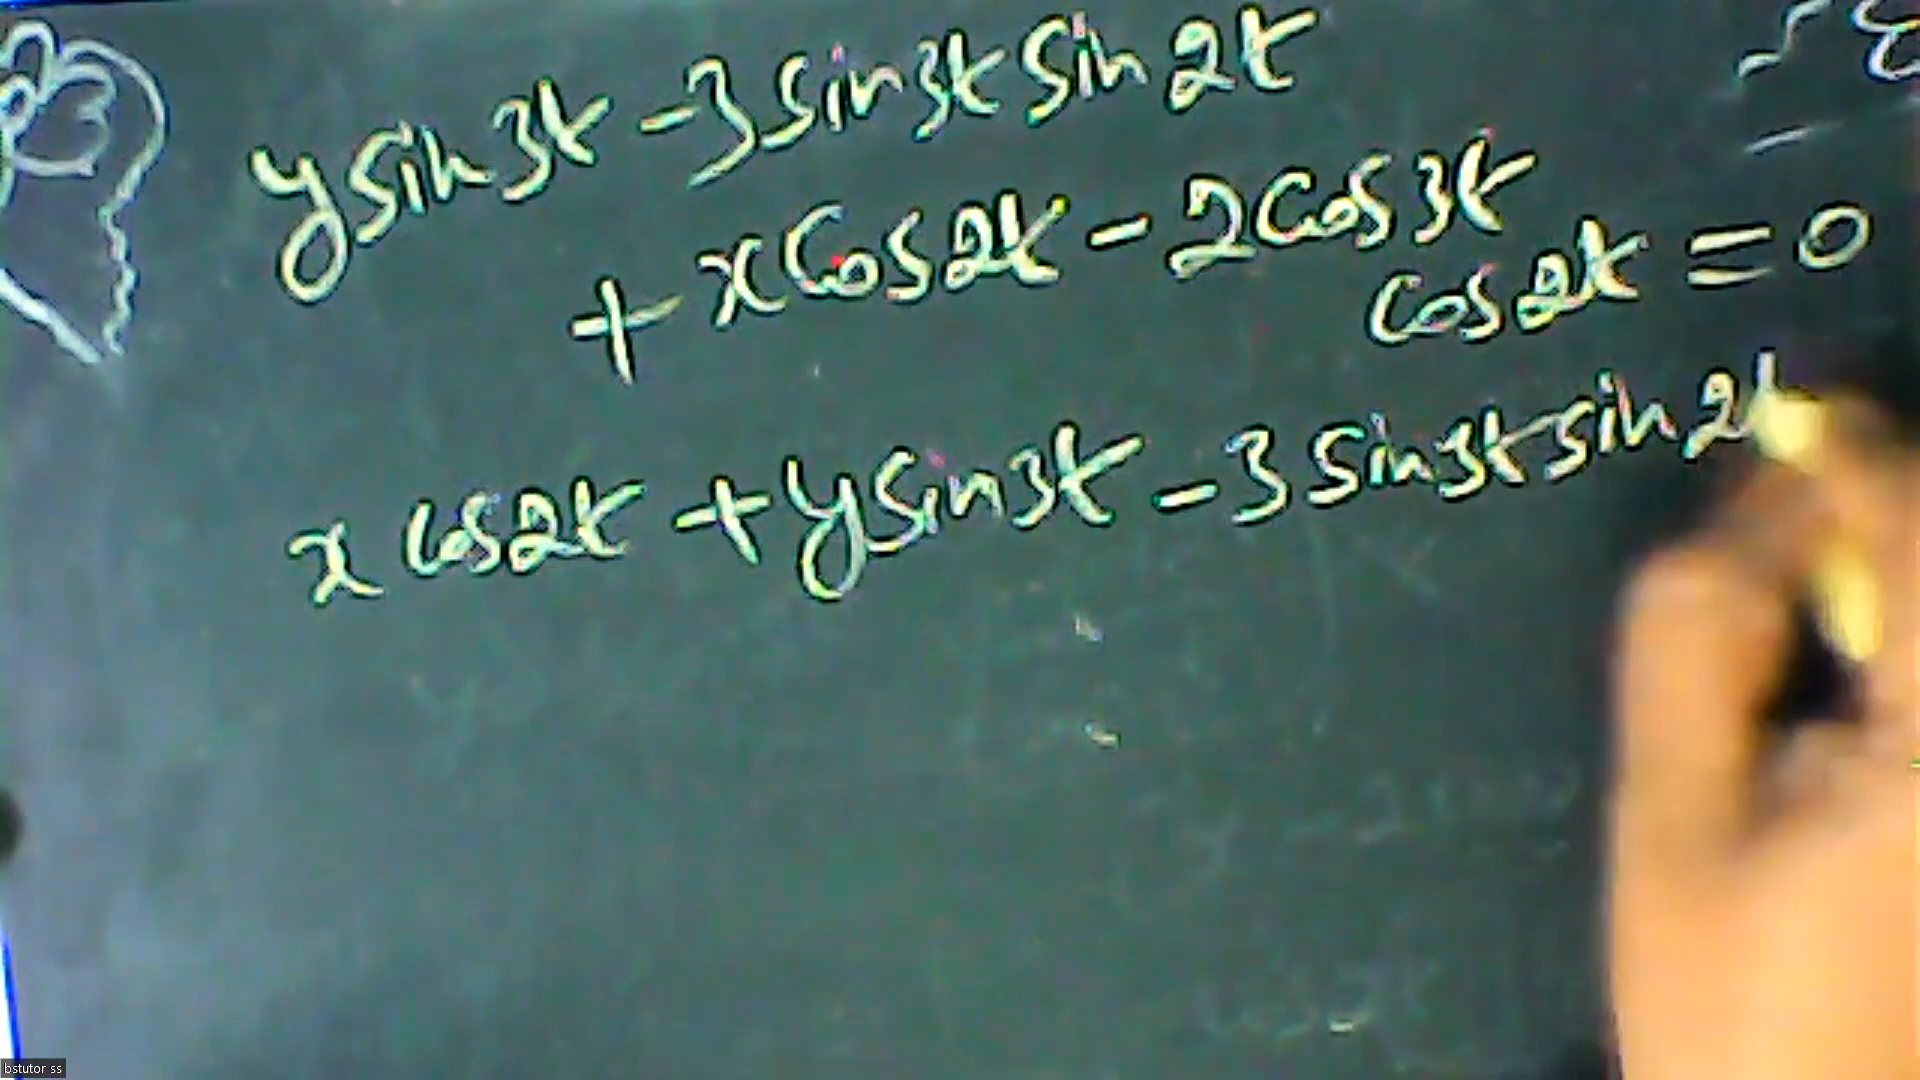 y sin 3t - 3 sin 3t sin 2t
+ x cos 2t - 2 cos 3t
cos 2t = 0
x cos 2t + y sin 3t - 3 sin 3t sin 2t
bstutor ss